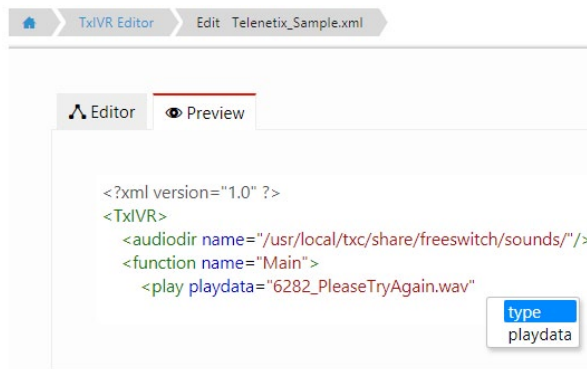 TxIVR Editor Edit Telenetix_Sample.xml
Editor Preview
<?xml version="1.0" ?>
<TxIVR>
<audiodir name="/usr/local/txc/share/freeswitch/sounds/"/>
<function name="Main">
<play playdata="6282_PleaseTryAgain.wav"
type
playdata